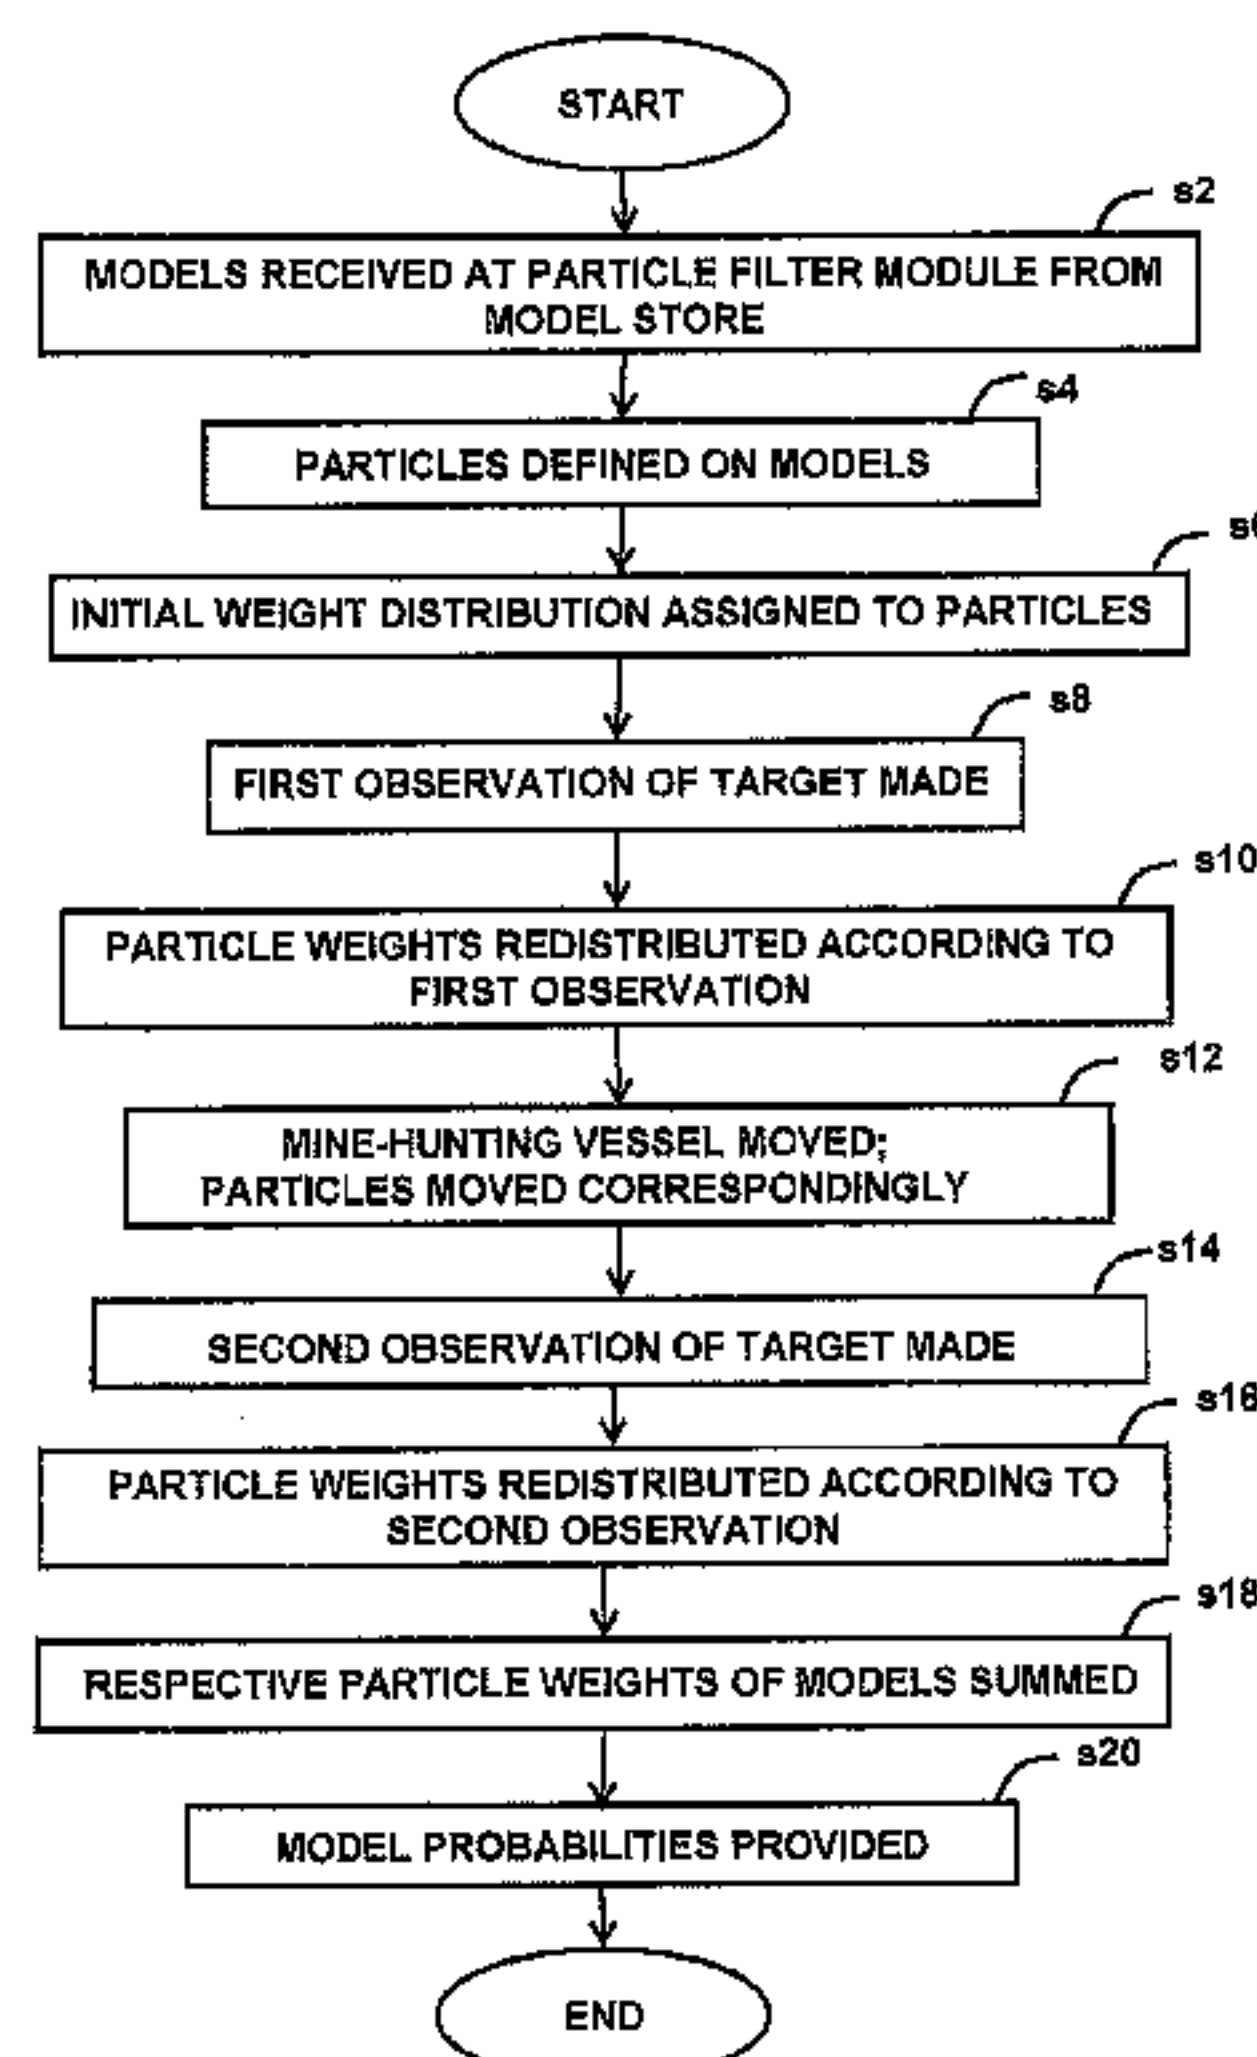 START
s2
MODELS RECEIVED AT PARTICLE FILTER MODULE FROM
MODEL STORE
s4
PARTICLES DEFINED ON MODELS
INITIAL WEIGHT DISTRIBUTION ASSIGNED TO PARTICLES
s8
FIRST OBSERVATION OF TARGET MADE
s10
PARTICLE WEIGHTS REDISTRIBUTED ACCORDING TO
FIRST OBSERVATION
s12
MINE-HUNTING VESSEL MOVED;
PARTICLES MOVED CORRESPONDINGLY
s14
SECOND OBSERVATION OF TARGET MADE
s16
PARTICLE WEIGHTS REDISTRIBUTED ACCORDING TO
SECOND OBSERVATION
s18
RESPECTIVE PARTICLE WEIGHTS OF MODELS SUMMED
s20
MODEL PROBABILITIES PROVIDED
END